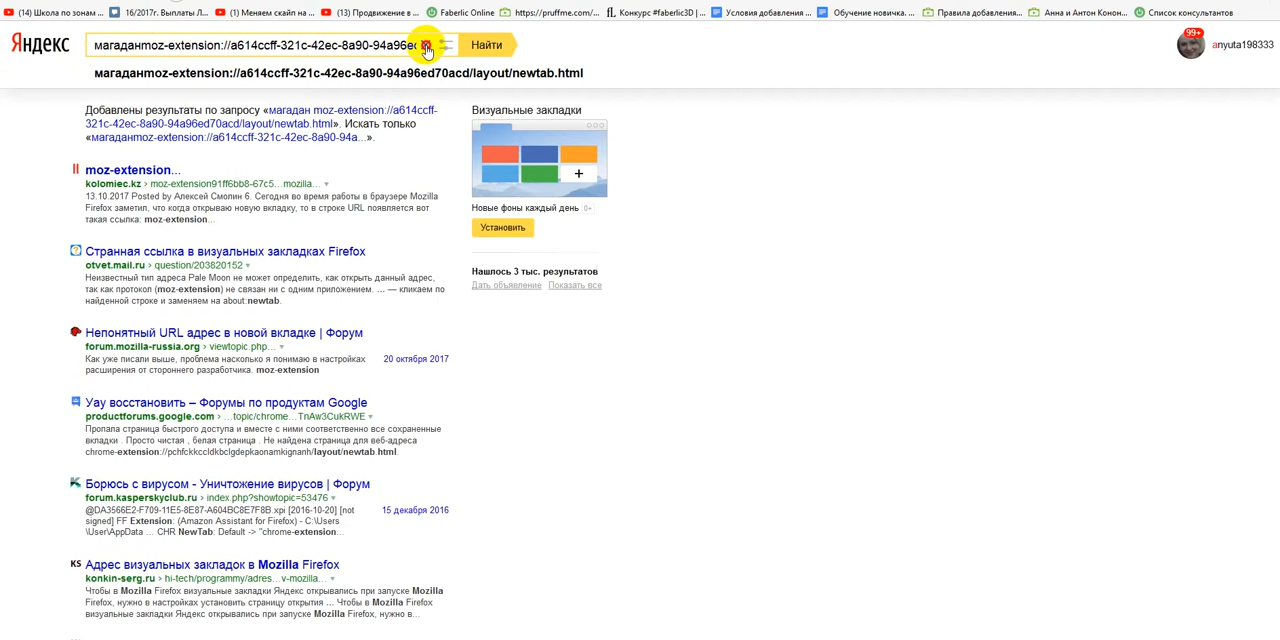 (14) Школа по зонам ...
16/2017г. Выплаты Л...
(1) Меняем скайп на ...
(13) Продвижение в ...
Faberlic Online
https://pruffme.com/...
Конкурс #faberlic3D | ...
Условия добавления ...
Обучение новичка. ...
Правила добавления...
Анна и Антон Конон...
Список консультантов
Яндекс
магаданmoz-extension://a614ccff-321c-42ec-8a90-94a96ec
Найти
99+
anyuta198333
магаданmoz-extension://a614ccff-321c-42ec-8a90-94a96ed70acd/layout/newtab.html
Добавлены результаты по запросу «магадан moz-extension://a614ccff-
321c-42ec-8a90-94a96ed70acd/layout/newtab.html». Искать только
«магаданmoz-extension://a614ccff-321c-42ec-8a90-94a...».
moz-extension...
kolomiec.kz › moz-extension91ff6bb8-67c5...mozilla...
13.10.2017 Posted by Алексей Смолин 6. Сегодня во время работы в браузере Mozilla
Firefox заметил, что когда открываю новую вкладку, то в строке URL появляется вот
такая ссылка: moz-extension...
Странная ссылка в визуальных закладках Firefox
otvet.mail.ru › question/203820152
Неизвестный тип адреса Pale Moon не может определить, как открыть данный адрес,
так как протокол (moz-extension) не связан ни с одним приложением. ... — кликаем по
найденной строке и заменяем на about:newtab.
Непонятный URL адрес в новой вкладке | Форум
forum.mozilla-russia.org › viewtopic.php...
Как уже писали выше, проблема насколько я понимаю в настройках
расширения от стороннего разработчика. moz-extension
20 октября 2017
Уау восстановить – Форумы по продуктам Google
productforums.google.com › ...topic/chrome...TnAw3CukRWE
Пропала страница быстрого доступа и вместе с ними соответственно все сохраненные
вкладки . Просто чистая , белая страница . Не найдена страница для веб-адреса
chrome-extension://pchfckkccldkbclgdepkaonamkignanh/layout/newtab.html.
Борюсь с вирусом - Уничтожение вирусов | Форум
forum.kasperskyclub.ru › index.php?showtopic=53476
@DA3566E2-F709-11E5-8E87-A604BC8E7F8B.xpi [2016-10-20] [not
signed] FF Extension: (Amazon Assistant for Firefox) - C:\Users
\User\AppData ... CHR NewTab: Default -> "chrome-extension...
15 декабря 2016
KS Адрес визуальных закладок в Mozilla Firefox
konkin-serg.ru › hi-tech/programmy/adres...v-mozilla...
Чтобы в Mozilla Firefox визуальные закладки Яндекс открывались при запуске Mozilla
Firefox, нужно в настройках установить страницу открытия ... Чтобы в Mozilla Firefox
визуальные закладки Яндекс открывались при запуске Mozilla Firefox, нужно в...
Визуальные закладки
Новые фоны каждый день 0+
Установить
Нашлось 3 тыс. результатов
Дать объявление Показать все